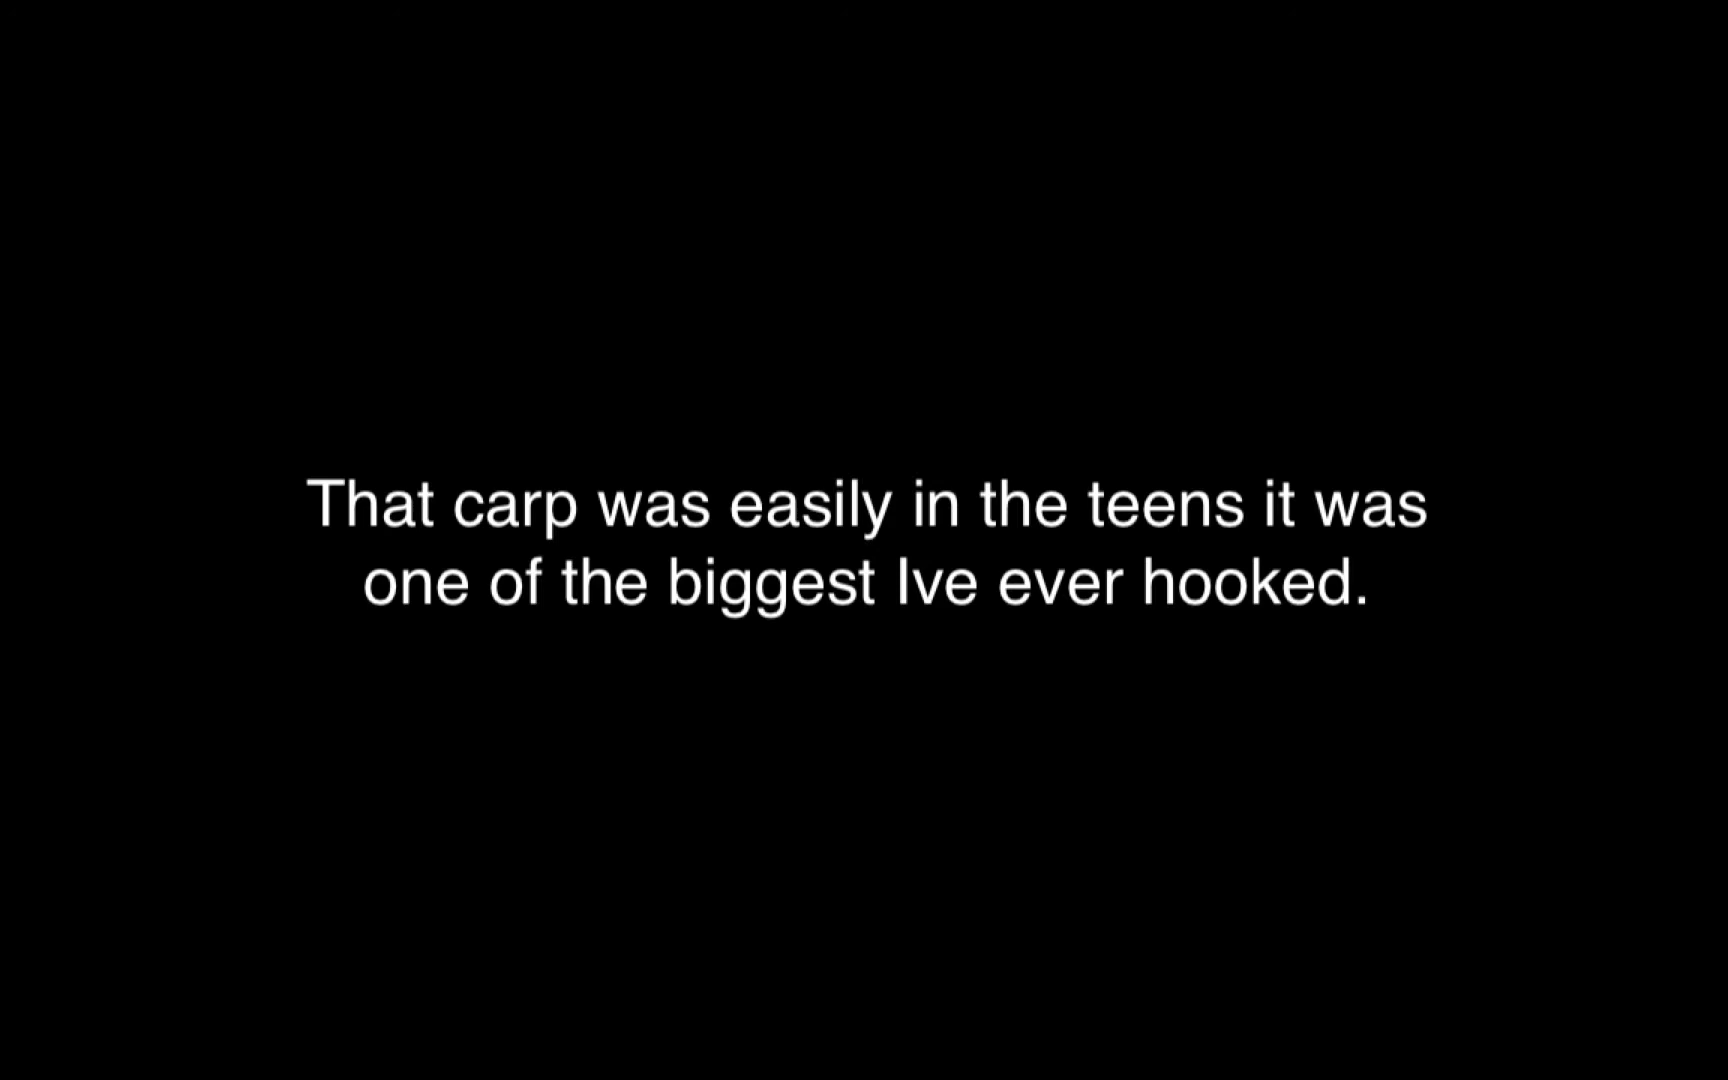 That carp was easily in the teens it was
one of the biggest Ive ever hooked.